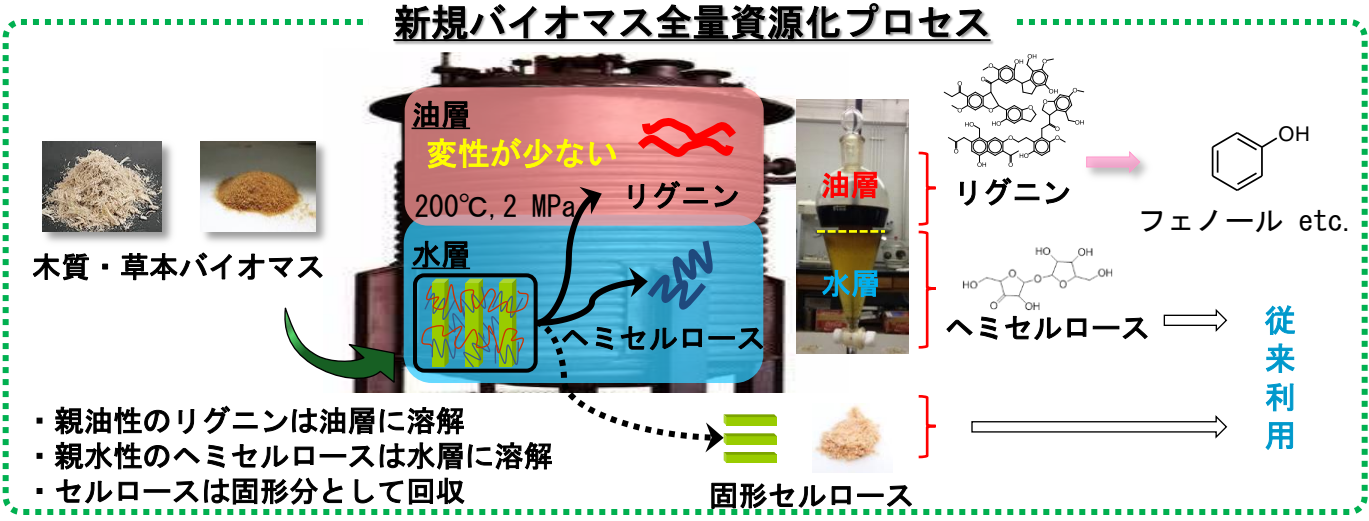 新規バイオマス全量資源化プロセス
油層
変性が少ない
200℃, 2 MPa
リグニン
水層
ヘミセルロース
木質・草本バイオマス
油層
水層
リグニン
OH
フェノール etc.
HO
HO
OH
HO
O
O
O
OH
O
OH
ヘミセルロース
従来利用
・親油性のリグニンは油層に溶解
・親水性のヘミセルロースは水層に溶解
・セルロースは固形分として回収
固形セルロース